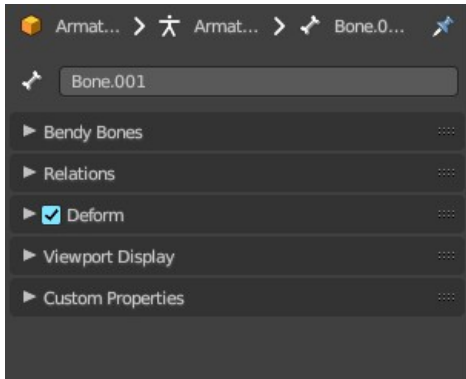 Armat... Armat... Bone.0...
Bone.001
Bendy Bones
Relations
Deform
Viewport Display
Custom Properties